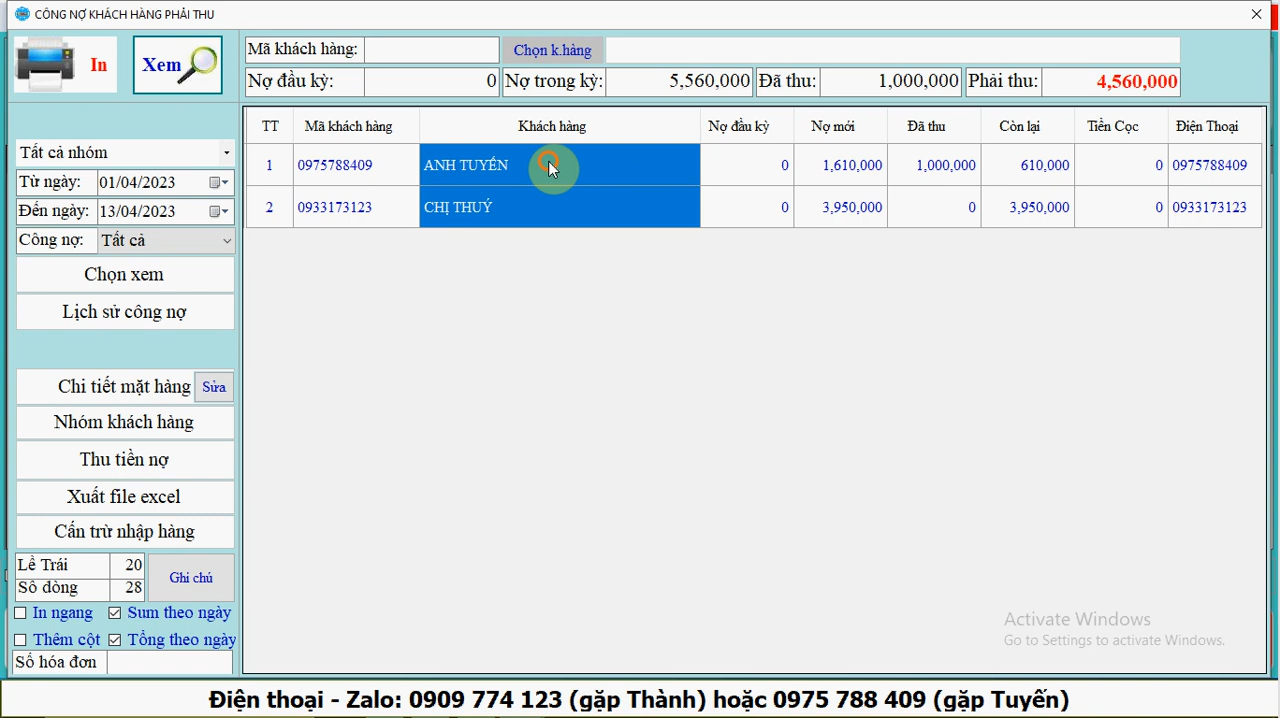 CÔNG NỢ KHÁCH HÀNG PHẢI THU
In
Xem
Mã khách hàng:
Chọn k.hàng
Nợ đầu kỳ: 0 Nợ trong kỳ: 5,560,000 Đã thu: 1,000,000 Phải thu: 4,560,000
TT Mã khách hàng Khách hàng Nợ đầu kỳ Nợ mới Đã thu Còn lại Tiền Cọc Điện Thoại
1 0975788409 ANH TUYẾN 0 1,610,000 1,000,000 610,000 0 0975788409
2 0933173123 CHỊ THUÝ 0 3,950,000 0 3,950,000 0 0933173123
Tất cả nhóm
Từ ngày: 01/04/2023
Đến ngày: 13/04/2023
Công nợ: Tất cả
Chọn xem
Lịch sử công nợ
Chi tiết mặt hàng Sửa
Nhóm khách hàng
Thu tiền nợ
Xuất file excel
Cấn trừ nhập hàng
Lề Trái 20
Số dòng 28
Ghi chú
In ngang Sum theo ngày
Thêm cột Tổng theo ngày
Số hóa đơn
Activate Windows
Go to Settings to activate Windows.
Điện thoại - Zalo: 0909 774 123 (gặp Thành) hoặc 0975 788 409 (gặp Tuyến)